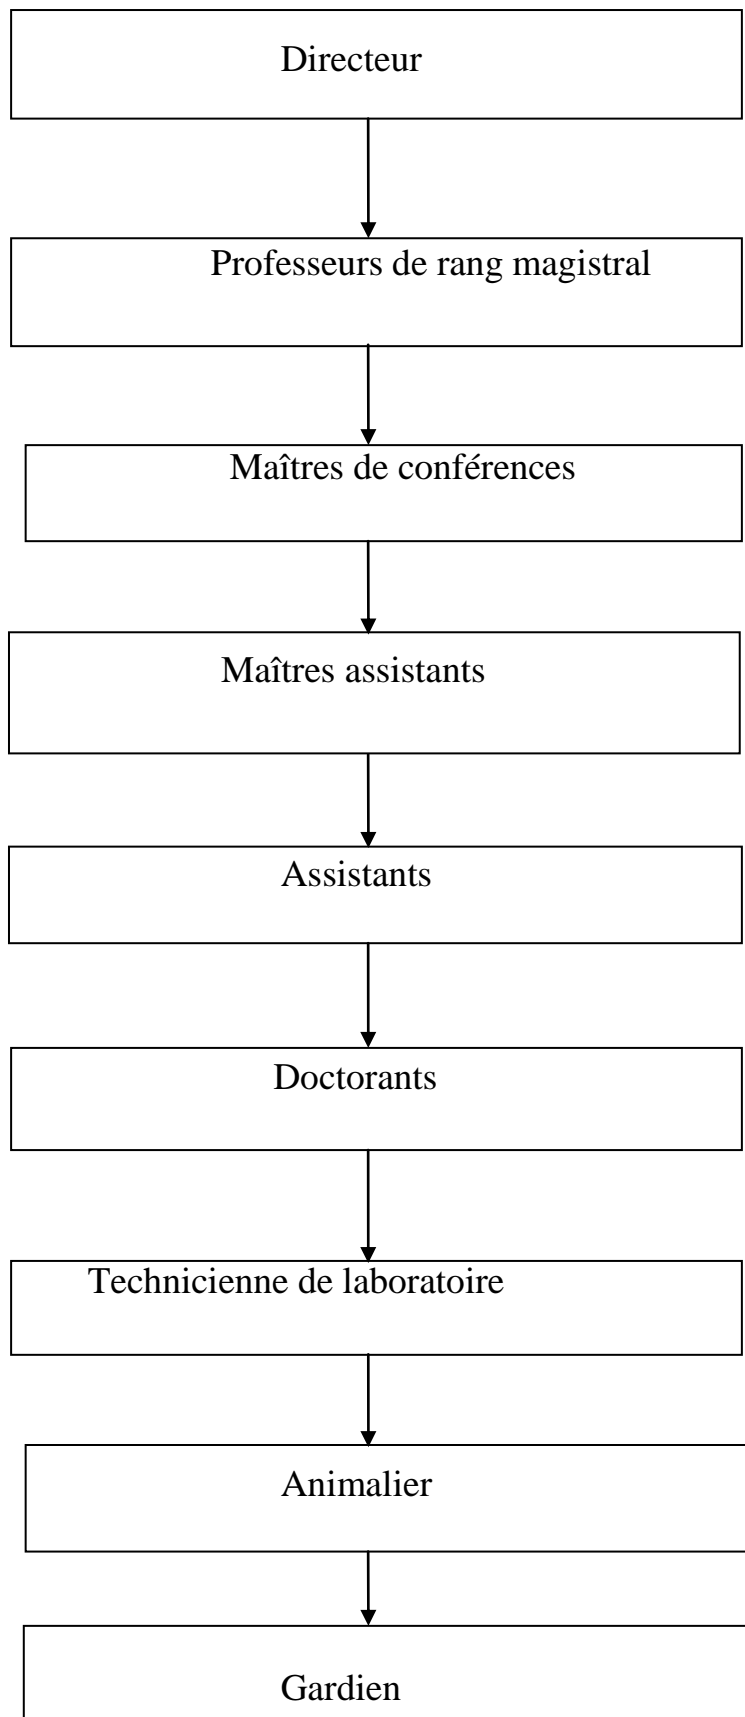 Directeur
Professeurs de rang magistral
Maîtres de conférences
Maîtres assistants
Assistants
Doctorants
Technicienne de laboratoire
Animalier
Gardien